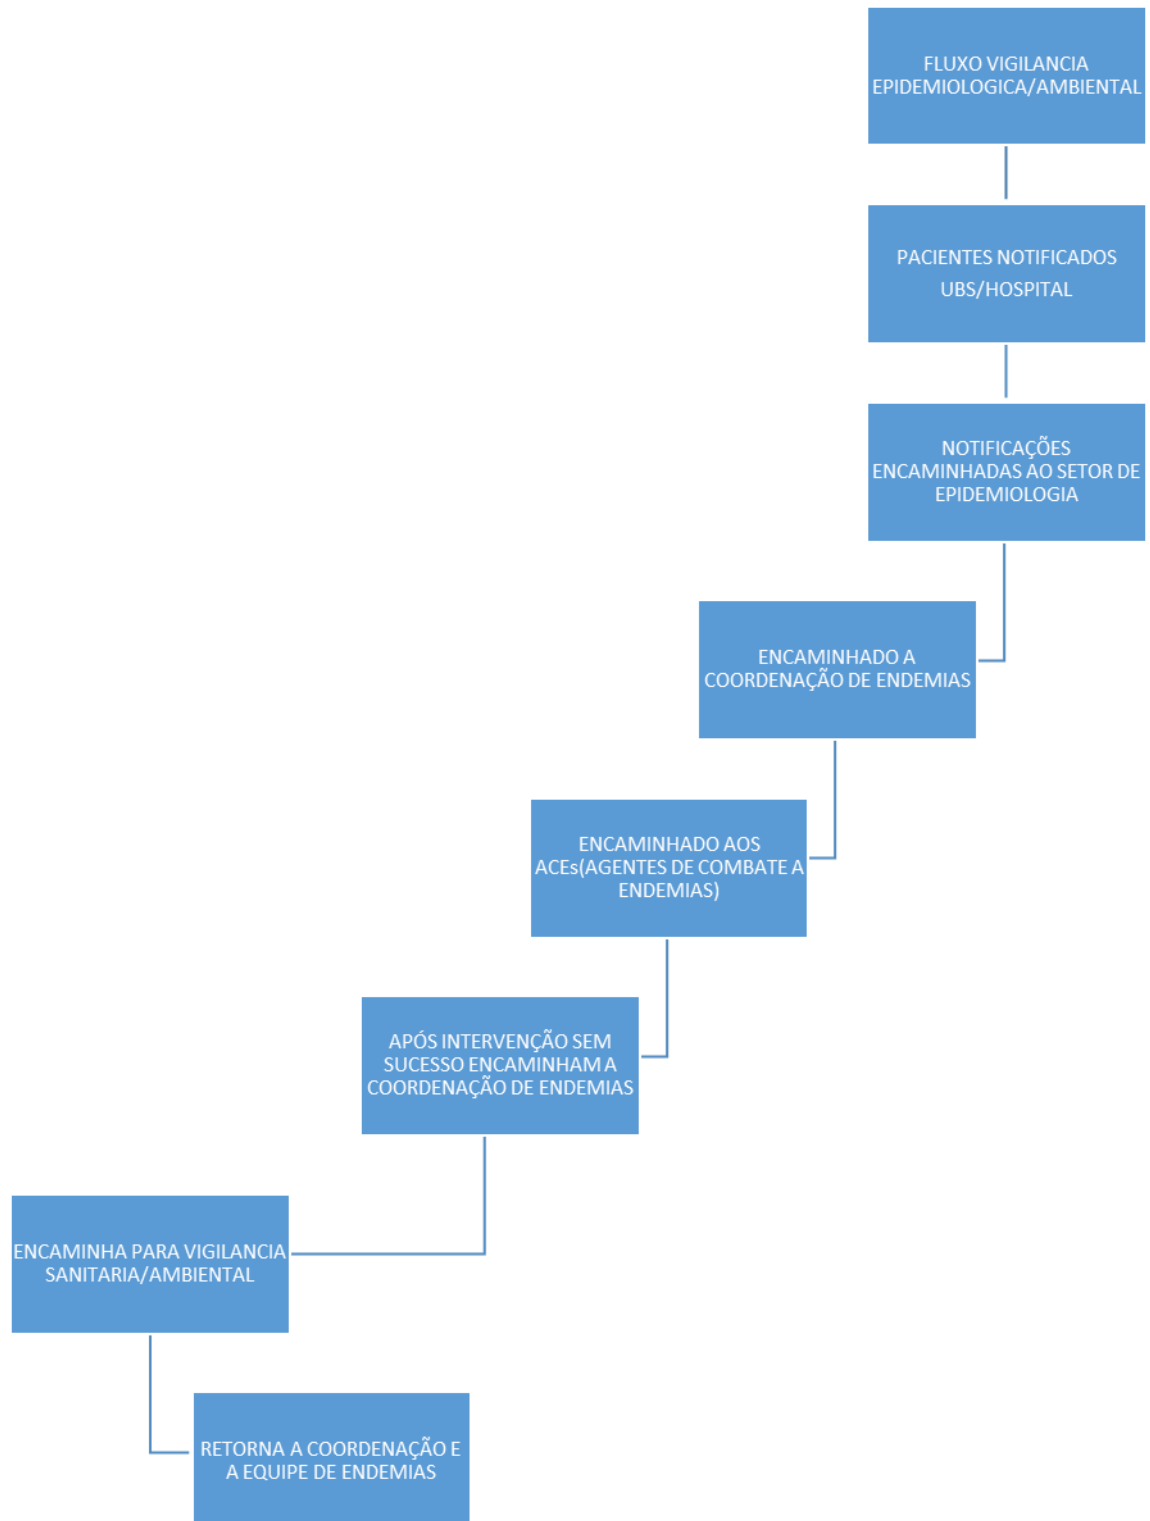 FLUXO VIGILANCIA
EPIDEMIOLOGICA/AMBIENTAL
PACIENTES NOTIFICADOS
UBS/HOSPITAL
NOTIFICAÇÕES
ENCAMINHADAS AO SETOR DE
EPIDEMIOLOGIA
ENCAMINHADO A
COORDENAÇÃO DE ENDEMIAS
ENCAMINHADO AOS
ACEs(AGENTES DE COMBATE A
ENDEMIAS)
APÓS INTERVENÇÃO SEM
SUCESSO ENCAMINHAM A
COORDENAÇÃO DE ENDEMIAS
ENCAMINHA PARA VIGILANCIA
SANITARIA/AMBIENTAL
RETORNA A COORDENAÇÃO E
A EQUIPE DE ENDEMIAS